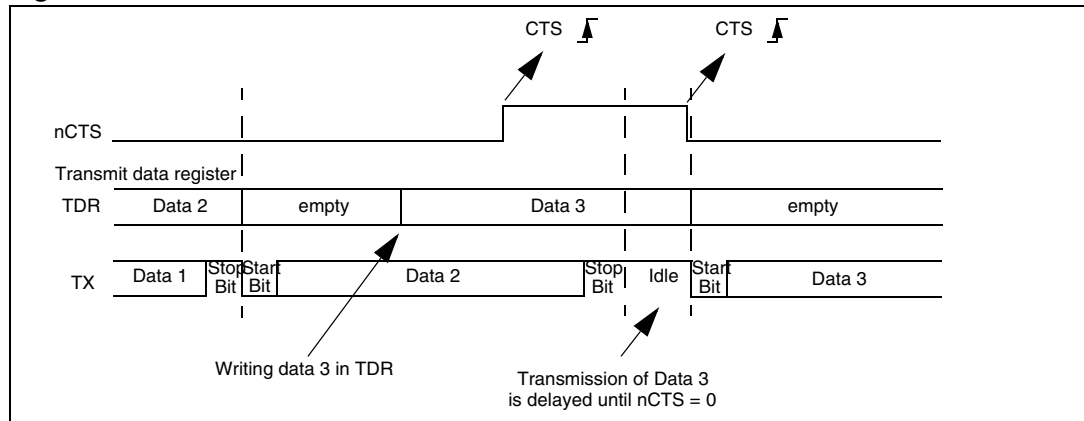 CTS CTS
nCTS
Transmit data register
TDR Data 2 empty Data 3 empty
TX Data 1 Stop Bit Start Bit Data 2 Stop Bit Idle Start Bit Data 3
Writing data 3 in TDR
Transmission of Data 3
is delayed until nCTS = 0